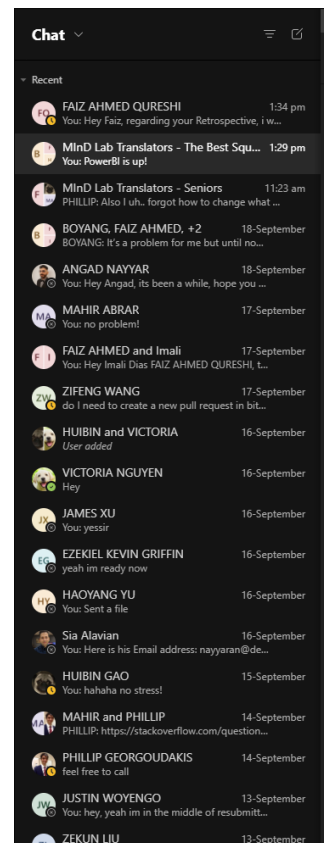 Chat
Recent
FQ
FAIZ AHMED QURESHI 1:34 pm
You: Hey Faiz, regarding your Retrospective, i w...
B
MInD Lab Translators - The Best Squ... 1:29 pm
You: PowerBI is up!
F
MInD Lab Translators - Seniors 11:23 am
PHILLIP: Also I uh.. forgot how to change what ...
B
BOYANG, FAIZ AHMED, +2 18-September
BOYANG: It's a problem for me but until no...
ANGAD NAYYAR 18-September
You: Hey Angad, its been a while, hope you ...
MA
MAHIR ABRAR 17-September
You: no problem!
F I
FAIZ AHMED and Imali 17-September
You: Hey Imali Dias FAIZ AHMED QURESHI, t...
ZW
ZIFENG WANG 17-September
do I need to create a new pull request in bit...
HUIBIN and VICTORIA 16-September
User added
VICTORIA NGUYEN 16-September
Hey
JX
JAMES XU 16-September
You: yessir
EG
EZEKIEL KEVIN GRIFFIN 16-September
yeah im ready now
HY
HAOYANG YU 16-September
You: Sent a file
Sia Alavian 16-September
You: Here is his Email address: nayyaran@de...
HUIBIN GAO 15-September
You: hahaha no stress!
MA
MAHIR and PHILLIP 14-September
PHILLIP: https://stackoverflow.com/question...
PHILLIP GEORGOUDAKIS 14-September
feel free to call
JW
JUSTIN WOYENGO 13-September
You: hey, yeah im in the middle of resubmitt...
ZEKUN LIU 13-September